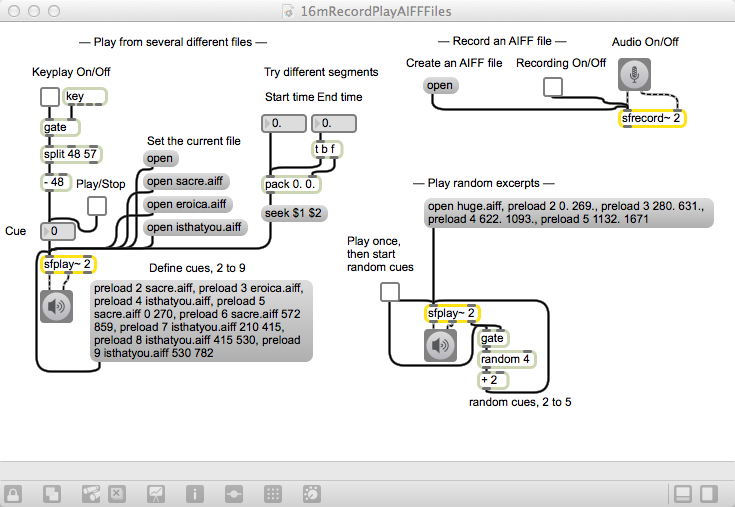 16mRecordPlayAIFFFiles
— Play from several different files —
Keyplay On/Off
key
gate
split 48 57
- 48
Play/Stop
Cue
0
sfplay~ 2
Set the current file
open
open sacre.aiff
open eroica.aiff
open isthatyou.aiff
Try different segments
Start time End time
0.
0.
t b f
pack 0. 0.
seek $1 $2
Define cues, 2 to 9
preload 2 sacre.aiff, preload 3 eroica.aiff,
preload 4 isthatyou.aiff, preload 5
sacre.aiff 0 270, preload 6 sacre.aiff 572
859, preload 7 isthatyou.aiff 210 415,
preload 8 isthatyou.aiff 415 530, preload
9 isthatyou.aiff 530 782
— Record an AIFF file —
Audio On/Off
Create an AIFF file
Recording On/Off
open
sfrecord~ 2
— Play random excerpts —
open huge.aiff, preload 2 0. 269., preload 3 280. 631.,
preload 4 622. 1093., preload 5 1132. 1671
Play once,
then start
random cues
sfplay~ 2
gate
random 4
+ 2
random cues, 2 to 5